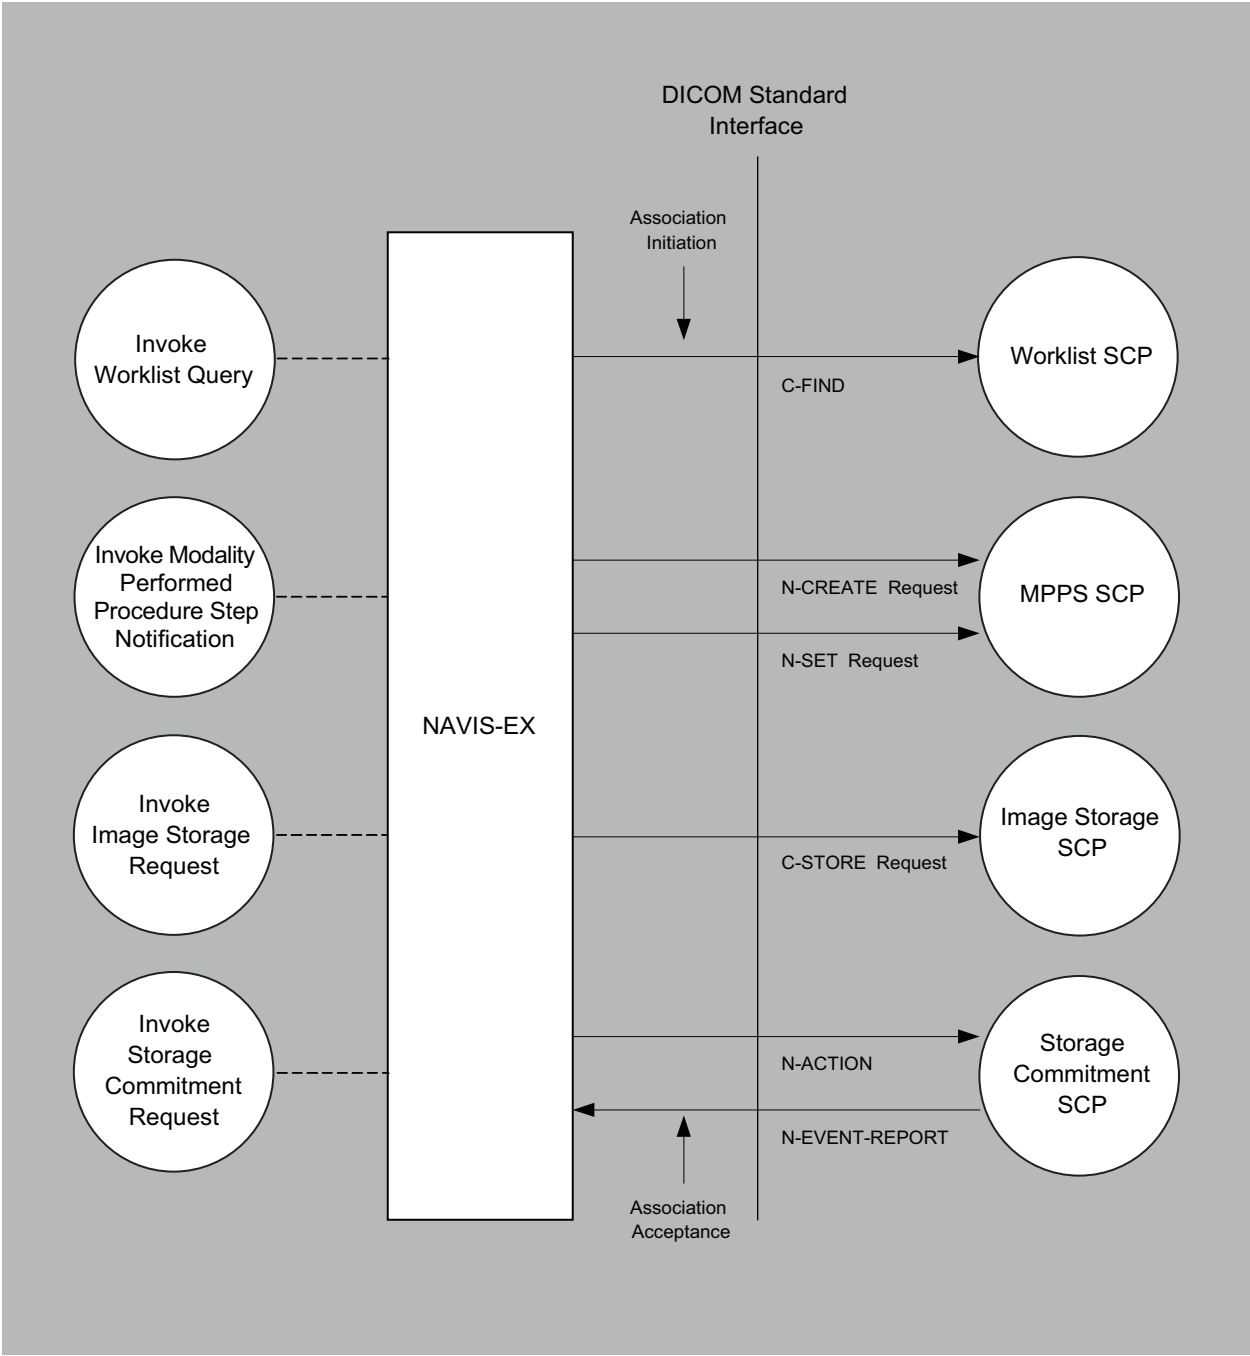 DICOM Standard
Interface
Association
Initiation
Invoke
Worklist Query
C-FIND
Worklist SCP
Invoke Modality
Performed
Procedure Step
Notification
N-CREATE Request
N-SET Request
MPPS SCP
NAVIS-EX
Invoke
Image Storage
Request
C-STORE Request
Image Storage
SCP
Invoke
Storage
Commitment
Request
N-ACTION
N-EVENT-REPORT
Storage
Commitment
SCP
Association
Acceptance